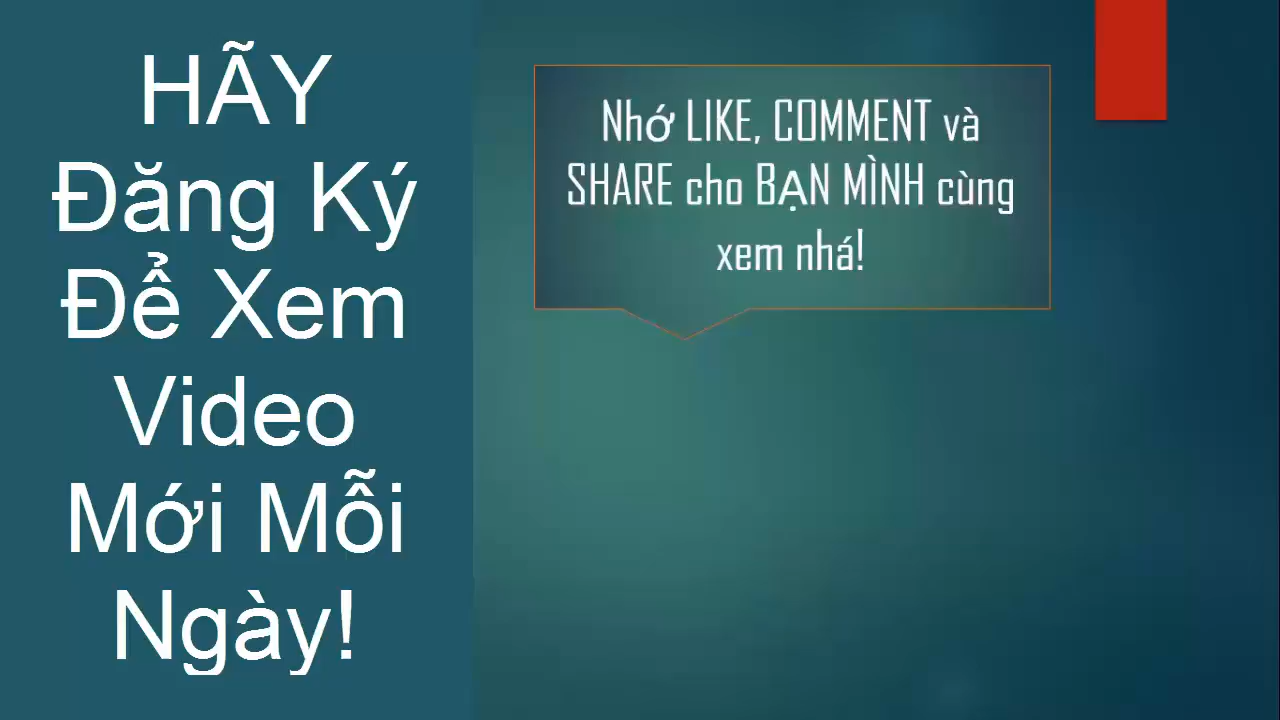 HÃY
Đăng Ký
Để Xem
Video
Mới Mỗi
Ngày!
Nhớ LIKE, COMMENT và
SHARE cho BẠN MÌNH cùng
xem nhá!